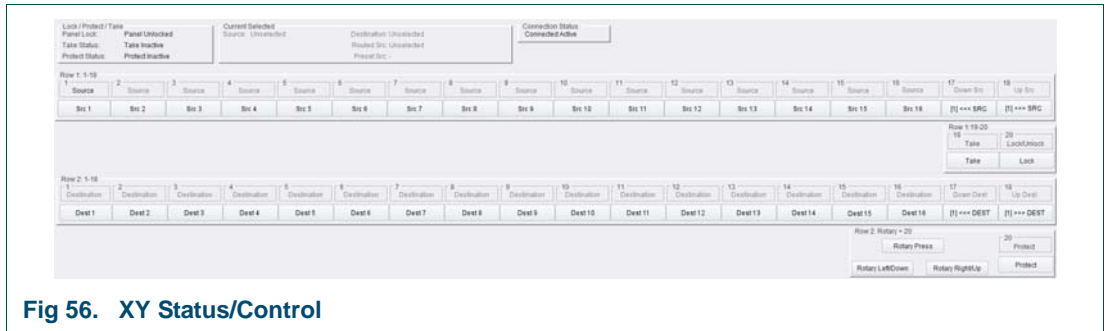 Lock / Protect / Take
Panel Lock: Panel Unlocked
Take Status: Take Inactive
Protect Status: Protect Inactive
Current Selected
Source : Unselected Destination: Unselected
Routed Src: Unselected
Preset Src: -
Connection Status
Connected Active
Row 1: 1-18
1 2 3 4 5 6 7 8 9 10 11 12 13 14 15 16 17 18
Source Source Source Source Source Source Source Source Source Source Source Source Source Source Source Source Down Src Up Src
Src 1 Src 2 Src 3 Src 4 Src 5 Src 6 Src 7 Src 8 Src 9 Src 10 Src 11 Src 12 Src 13 Src 14 Src 15 Src 16 [1] <<< SRC [1] >>> SRC
Row 1:19-20
19 20
Take Lock/Unlock
Take Lock
Row 2: 1-18
1 2 3 4 5 6 7 8 9 10 11 12 13 14 15 16 17 18
Destination Destination Destination Destination Destination Destination Destination Destination Destination Destination Destination Destination Destination Destination Destination Destination Down Dest Up Dest
Dest 1 Dest 2 Dest 3 Dest 4 Dest 5 Dest 6 Dest 7 Dest 8 Dest 9 Dest 10 Dest 11 Dest 12 Dest 13 Dest 14 Dest 15 Dest 16 [1] <<< DEST [1] >>> DEST
Row 2: Rotary + 20
20
Rotary Press Protect
Rotary Left/Down Rotary Right/Up Protect
Fig 56. XY Status/Control